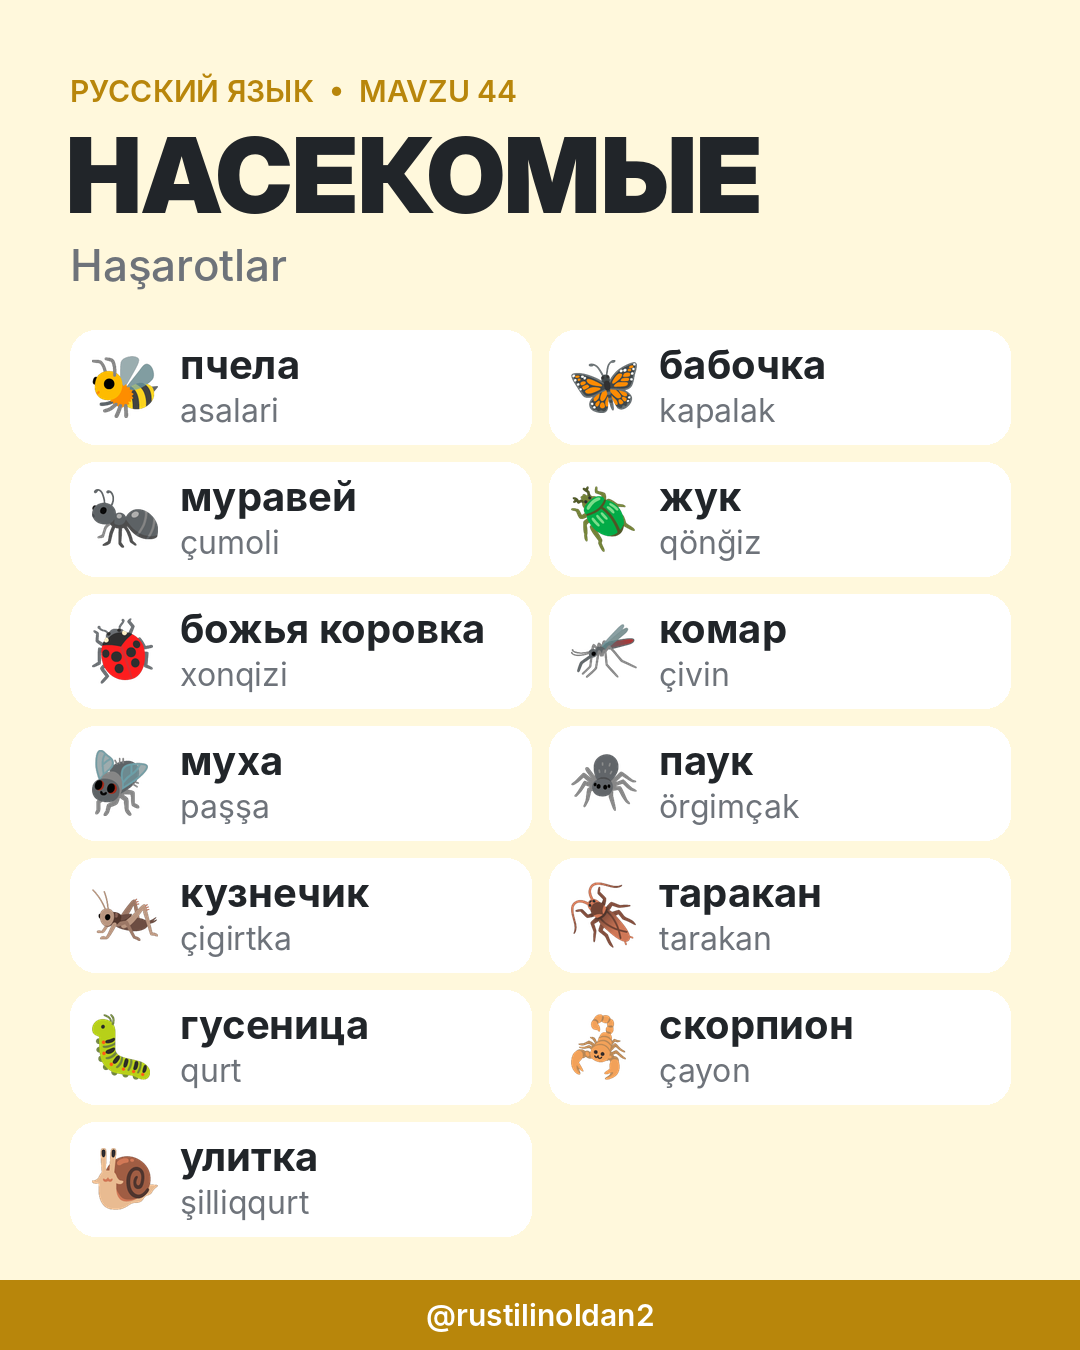 РУССКИЙ ЯЗЫК • MAVZU 44
НАСЕКОМЫЕ
Haşarotlar
пчела
asalari
бабочка
kapalak
муравей
çumoli
жук
qönğiz
божья коровка
xonqizi
комар
çivin
муха
paşşa
паук
örgimçak
кузнечик
çigirtka
таракан
tarakan
гусеница
qurt
скорпион
çayon
улитка
şilliqqurt
@rustilinoldan2